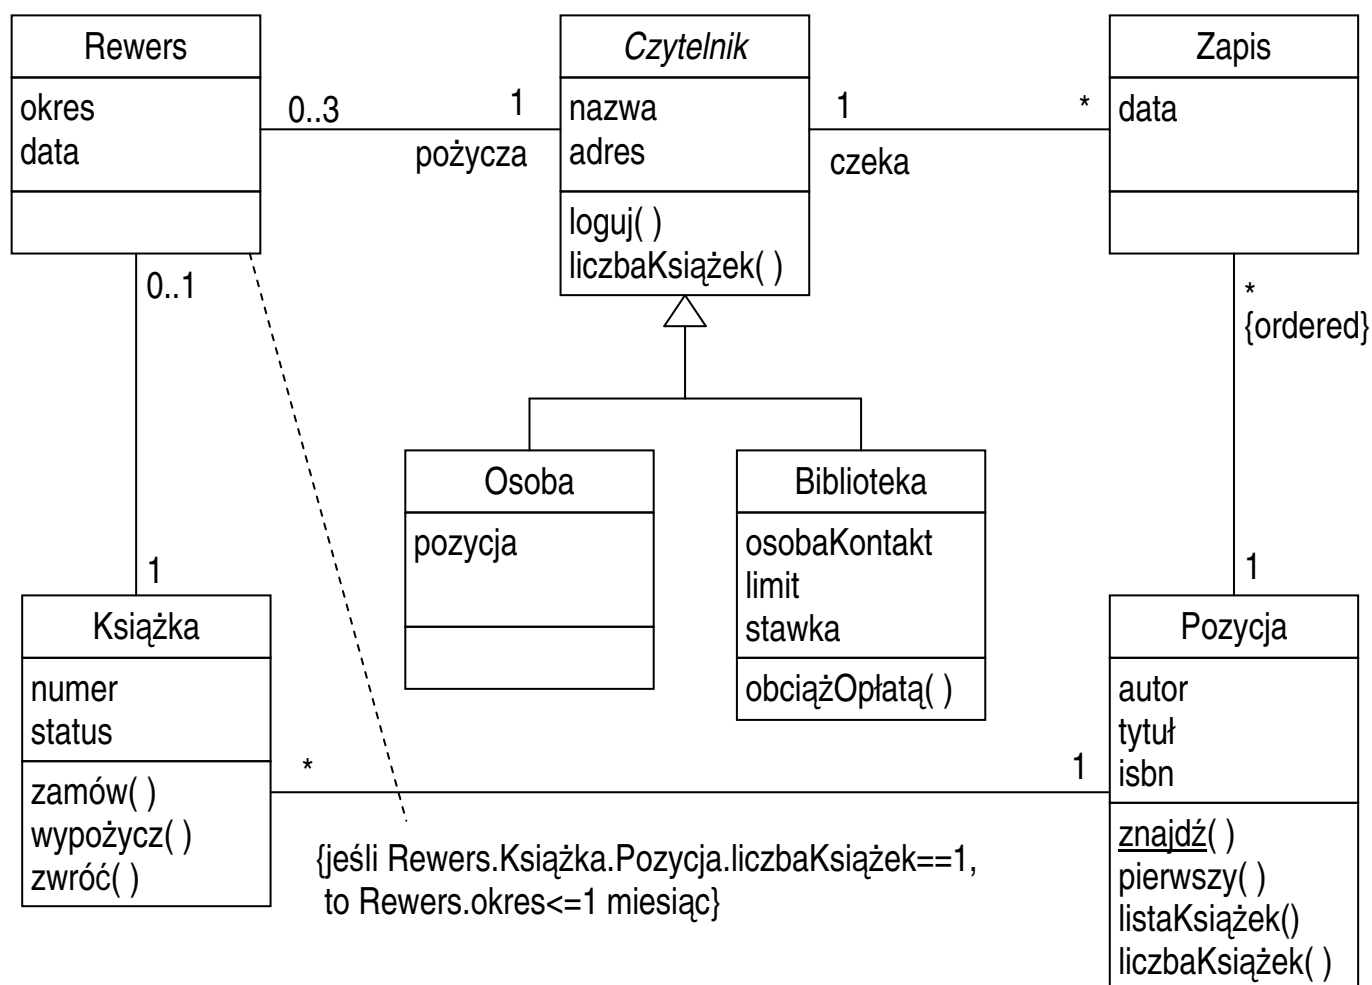 Rewers
okres
data
0..3
1
pożycza
Czytelnik
nazwa
adres
loguj( )
liczbaKsiążek( )
1
*
czeka
Zapis
data
0..1
*
{ordered}
1
1
Osoba
pozycja
Biblioteka
osobaKontakt
limit
stawka
obciążOpłatą( )
Książka
numer
status
zamów( )
wypożycz( )
zwróć( )
*
1
Pozycja
autor
tytuł
isbn
znajdź( )
pierwszy( )
listaKsiążek()
liczbaKsiążek( )
{jeśli Rewers.Książka.Pozycja.liczbaKsiążek==1,
to Rewers.okres<=1 miesiąc}